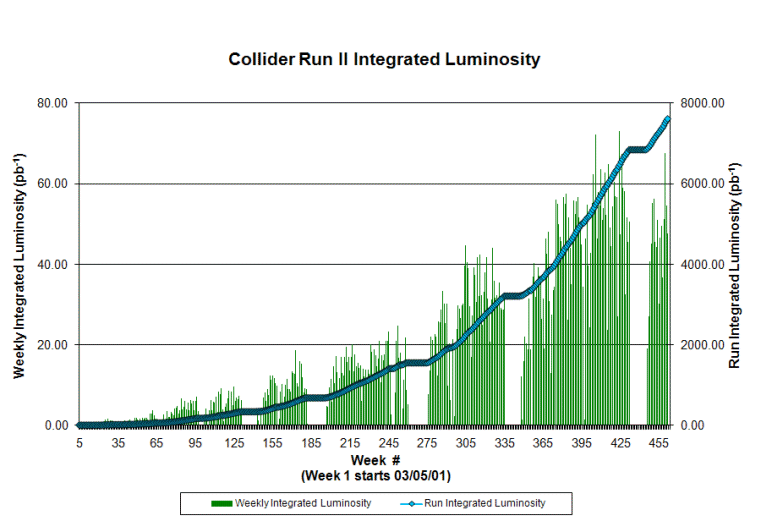 Collider Run II Integrated Luminosity
Weekly Integrated Luminosity (pb-1)
80.00
60.00
40.00
20.00
0.00
8000.00
6000.00
4000.00
2000.00
0.00
Run Integrated Luminosity (pb-1)
5 35 65 95 125 155 185 215 245 275 305 335 365 395 425 455
Week #
(Week 1 starts 03/05/01)
Weekly Integrated Luminosity Run Integrated Luminosity